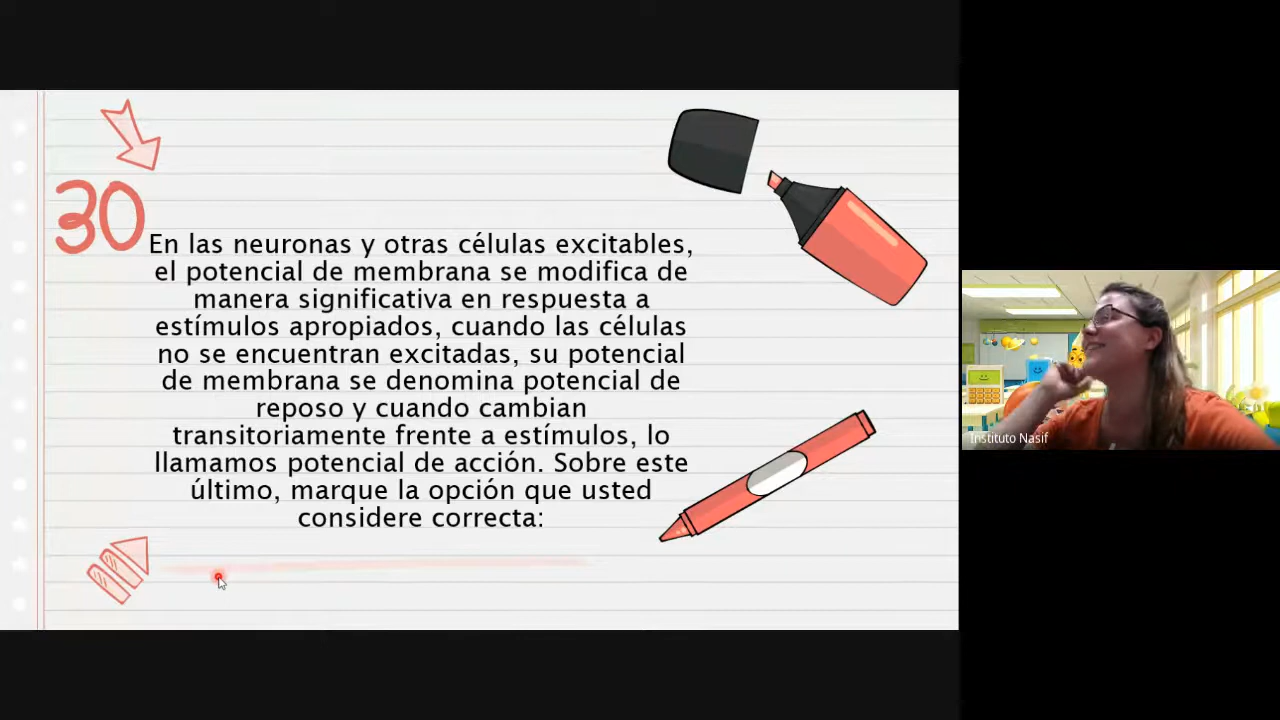 30
En las neuronas y otras células excitables,
el potencial de membrana se modifica de
manera significativa en respuesta a
estímulos apropiados, cuando las células
no se encuentran excitadas, su potencial
de membrana se denomina potencial de
reposo y cuando cambian
transitoriamente frente a estímulos, lo
llamamos potencial de acción. Sobre este
último, marque la opción que usted
considere correcta:
Instituto Nasif